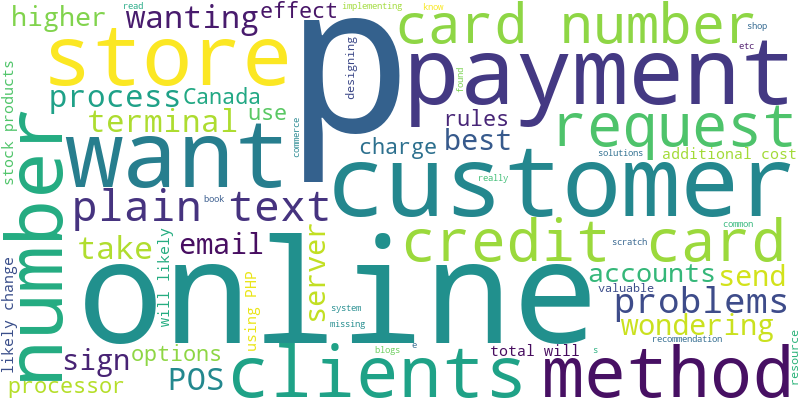 read
implementing
know
higher
wanting
effect
p
card number
shop
store
designing
payment
etc
stock products
process
Canada
found
terminal
use
rules
request
commerce
charge
best
solutions
additional cost
number
want
customer
really
plain text
book
common
likely change
take
will likely
email
server
credit card
scratch
online
accounts
send
using PHP
system
valuable
problems
missing
wondering
sign
options
recommendation
processor
POS
clients
blogs
total will
e
s
method
resource